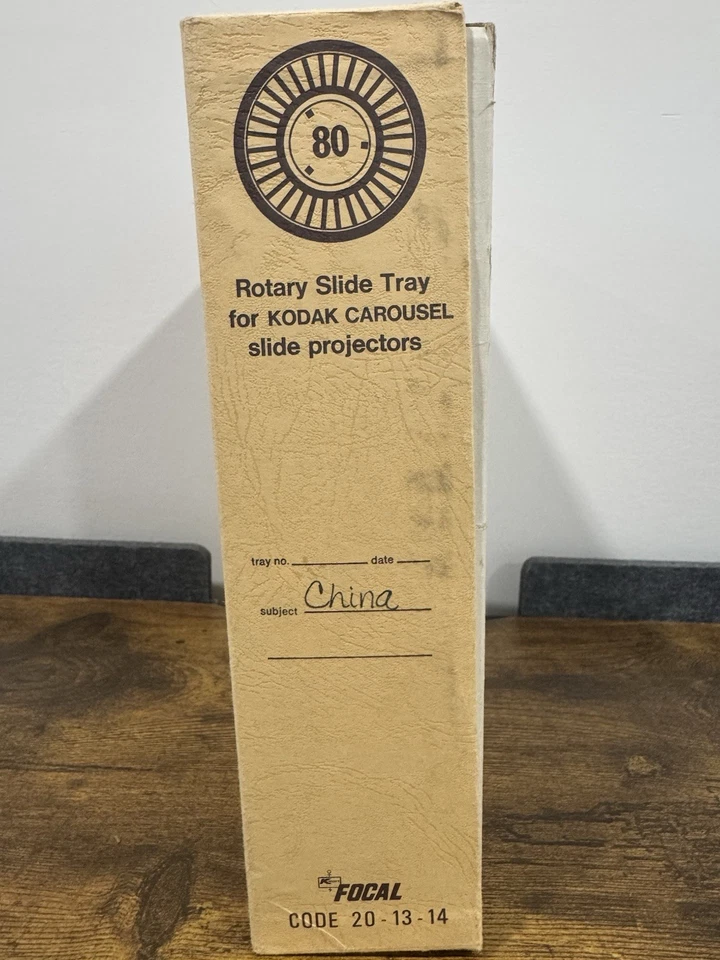 80
Rotary Slide Tray
for KODAK CAROUSEL
slide projectors
tray no. date
subject China
FOCAL
CODE 20-13-14